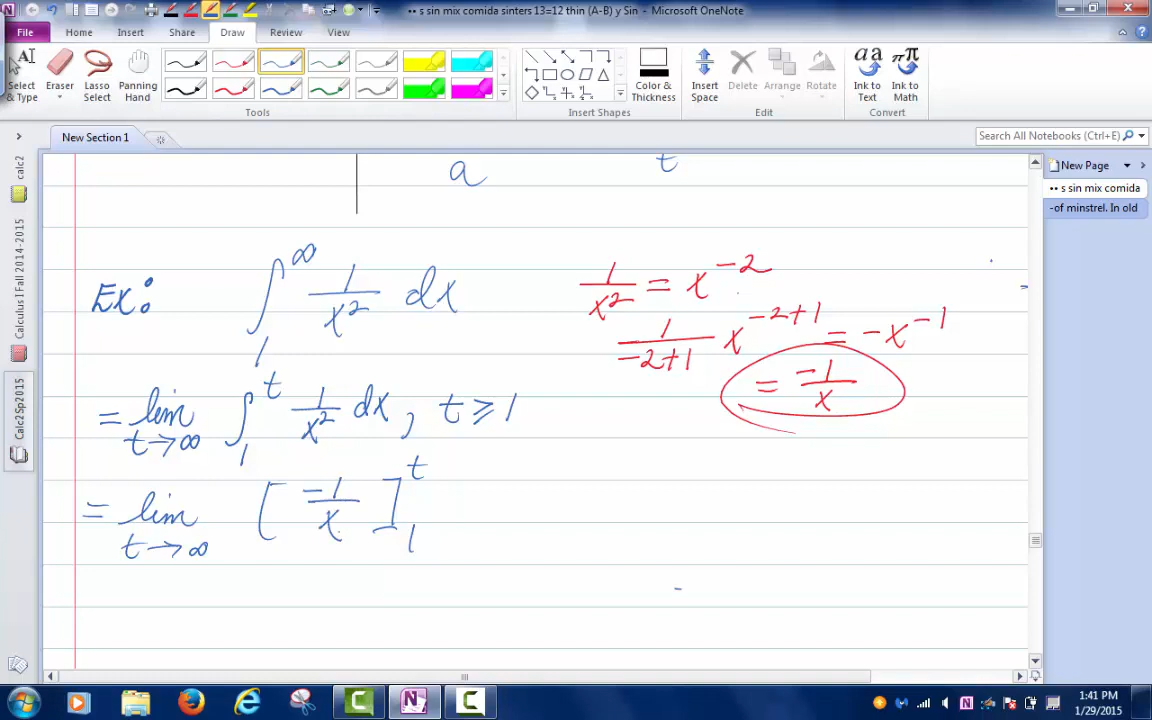 •• s sin mix comida sinters 13=12 thin (A-B) y Sin - Microsoft OneNote
File Home Insert Share Draw Review View
Select & Type
Eraser
Lasso Select
Panning Hand
Color & Thickness
Insert Space
Delete
Arrange
Rotate
Ink to Text
Ink to Math
Tools
Insert Shapes
Edit
Convert
New Section 1
Search All Notebooks (Ctrl+E)
New Page
•• s sin mix comida
-of minstrel. In old
calc2
Calculus I Fall 2014-2015
Calc2Sp2015
a t
Ex: ∫₁^∞ 1/x² dx
= lim t→∞ ∫₁^t 1/x² dx, t ≥ 1
= lim t→∞ [ -1/x ]₁^t
1/x² = x^-2
1/(-2+1) x^(-2+1) = -x^-1
= -1/x
1:41 PM
1/29/2015